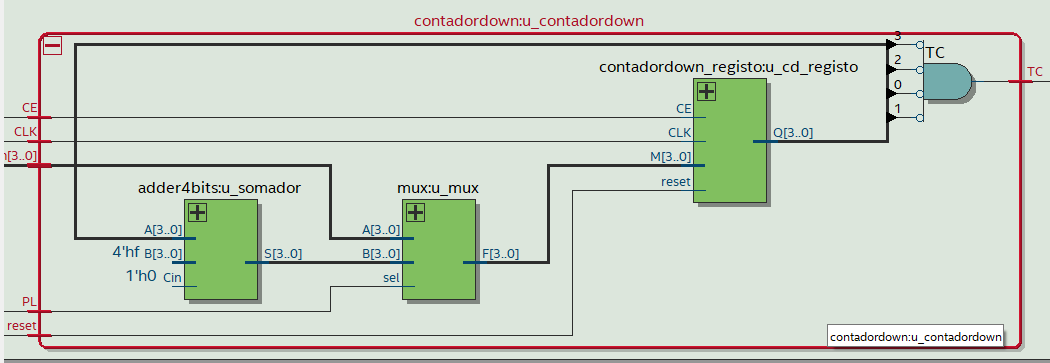 contadordown:u_contadordown
3
TC
contadordown_registo:u_cd_registo
2
TC
0
CE
CE
1
CLK
CLK
Q[3..0]
n[3..0]
M[3..0]
reset
adder4bits:u_somador
mux:u_mux
A[3..0]
A[3..0]
4'hf B[3..0]
S[3..0]
B[3..0]
F[3..0]
1'h0 Cin
sel
PL
reset
contadordown:u_contadordown